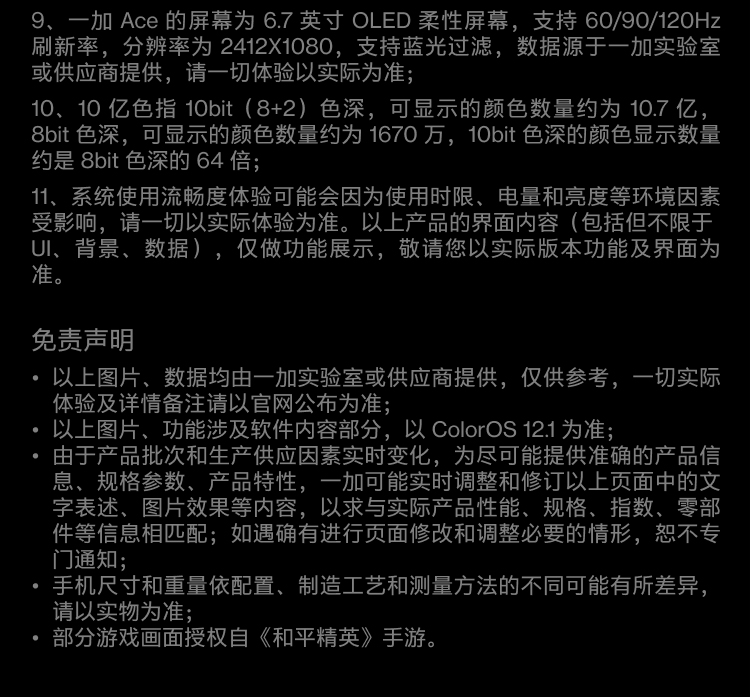 9、一加 Ace 的屏幕为 6.7 英寸 OLED 柔性屏幕，支持 60/90/120Hz
刷新率，分辨率为 2412X1080，支持蓝光过滤，数据源于一加实验室
或供应商提供，请一切体验以实际为准；
10、10 亿色指 10bit（8+2）色深，可显示的颜色数量约为 10.7 亿，
8bit 色深，可显示的颜色数量约为 1670 万，10bit 色深的颜色显示数量
约是 8bit 色深的 64 倍；
11、系统使用流畅度体验可能会因为使用时限、电量和亮度等环境因素
受影响，请一切以实际体验为准。以上产品的界面内容（包括但不限于
UI、背景、数据），仅做功能展示，敬请您以实际版本功能及界面为
准。
免责声明
• 以上图片、数据均由一加实验室或供应商提供，仅供参考，一切实际
体验及详情备注请以官网公布为准；
• 以上图片、功能涉及软件内容部分，以 ColorOS 12.1 为准；
• 由于产品批次和生产供应因素实时变化，为尽可能提供准确的产品信
息、规格参数、产品特性，一加可能实时调整和修订以上页面中的文
字表述、图片效果等内容，以求与实际产品性能、规格、指数、零部
件等信息相匹配；如遇确有进行页面修改和调整必要的情形，恕不专
门通知；
• 手机尺寸和重量依配置、制造工艺和测量方法的不同可能有所差异，
请以实物为准；
• 部分游戏画面授权自《和平精英》手游。